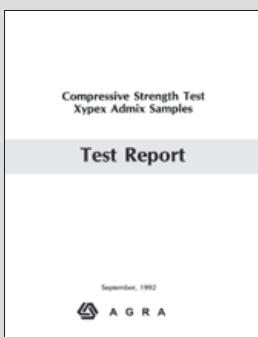 Compressive Strength Test
Xypex Admix Samples
Test Report
September, 1992
AGRA